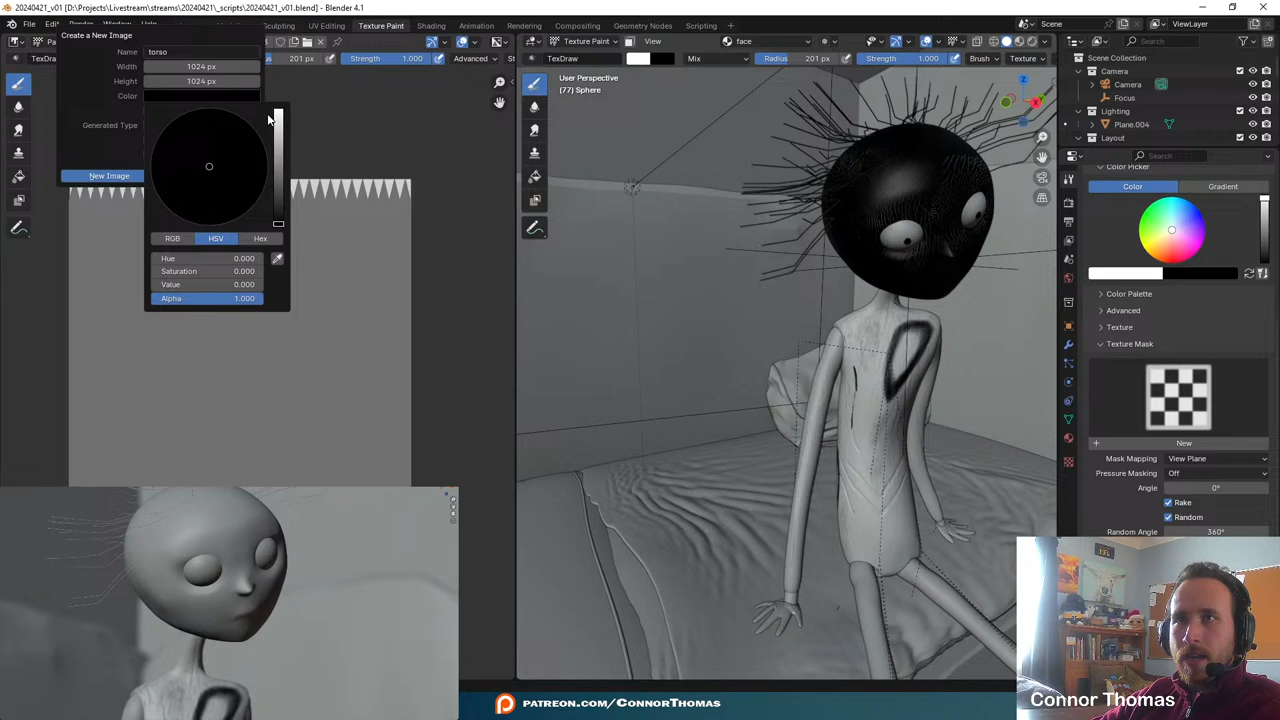 20240421_v01 [D:\Projects\Livestream\streams\20240421\_scripts\20240421_v01.blend] - Blender 4.1
File Edit Render Window Help
Sculpting UV Editing Texture Paint Shading Animation Rendering Compositing Geometry Nodes Scripting
Scene
ViewLayer
Create a New Image
Name torso
Width 1024 px
Height 1024 px
Color
Generated Type
New Image
RGB HSV Hex
Hue 0.000
Saturation 0.000
Value 0.000
Alpha 1.000
Strength 1.000
Advanced
Texture Paint
View
face
TexDraw
Mix
Radius 201 px
Strength 1.000
Brush
Texture
User Perspective
(77) Sphere
Z
X
Search
Scene Collection
Camera
Camera
Focus
Lighting
Plane.004
Layout
Search
Color Picker
Color Gradient
Color Palette
Advanced
Texture
Texture Mask
New
Mask Mapping View Plane
Pressure Masking Off
Angle 0°
Rake
Random
Random Angle 360°
PATREON.COM/CONNORTHOMAS
Connor Thomas